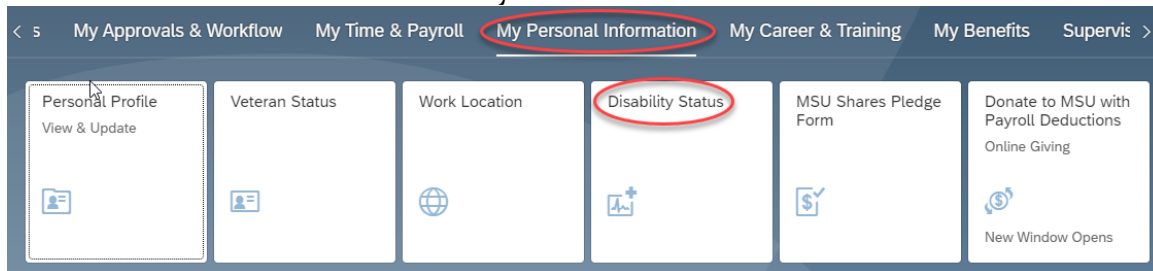 s My Approvals & Workflow My Time & Payroll My Personal Information My Career & Training My Benefits Supervis
Personal Profile
View & Update
Veteran Status
Work Location
Disability Status
MSU Shares Pledge
Form
Donate to MSU with
Payroll Deductions
Online Giving
New Window Opens